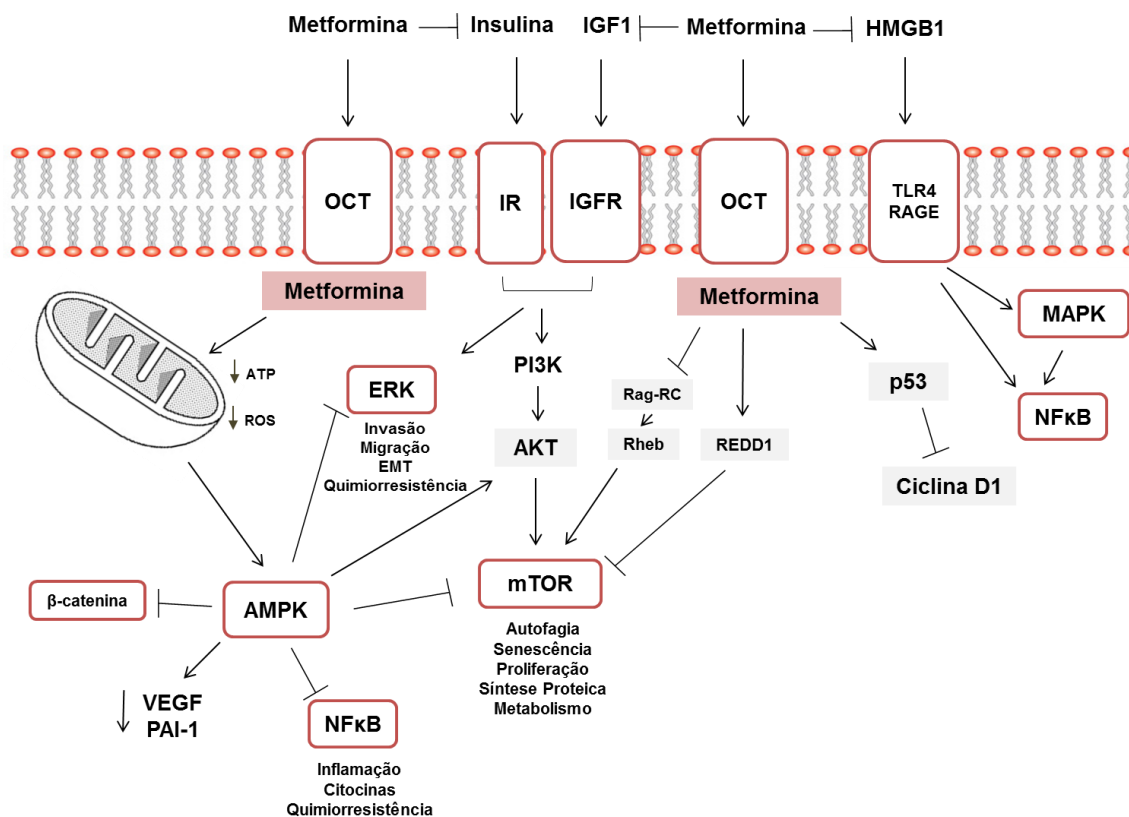 Metformina
Insulina
IGF1
Metformina
HMGB1
OCT
IR
IGFR
OCT
TLR4
RAGE
Metformina
Metformina
MAPK
ATP
ROS
ERK
Invasão
Migração
EMT
Quimiorresistência
PI3K
Rag-RC
p53
NFκB
AKT
Rheb
REDD1
Ciclina D1
β-catenina
AMPK
mTOR
Autofagia
Senescência
Proliferação
Síntese Proteica
Metabolismo
VEGF
PAI-1
NFκB
Inflamação
Citocinas
Quimiorresistência